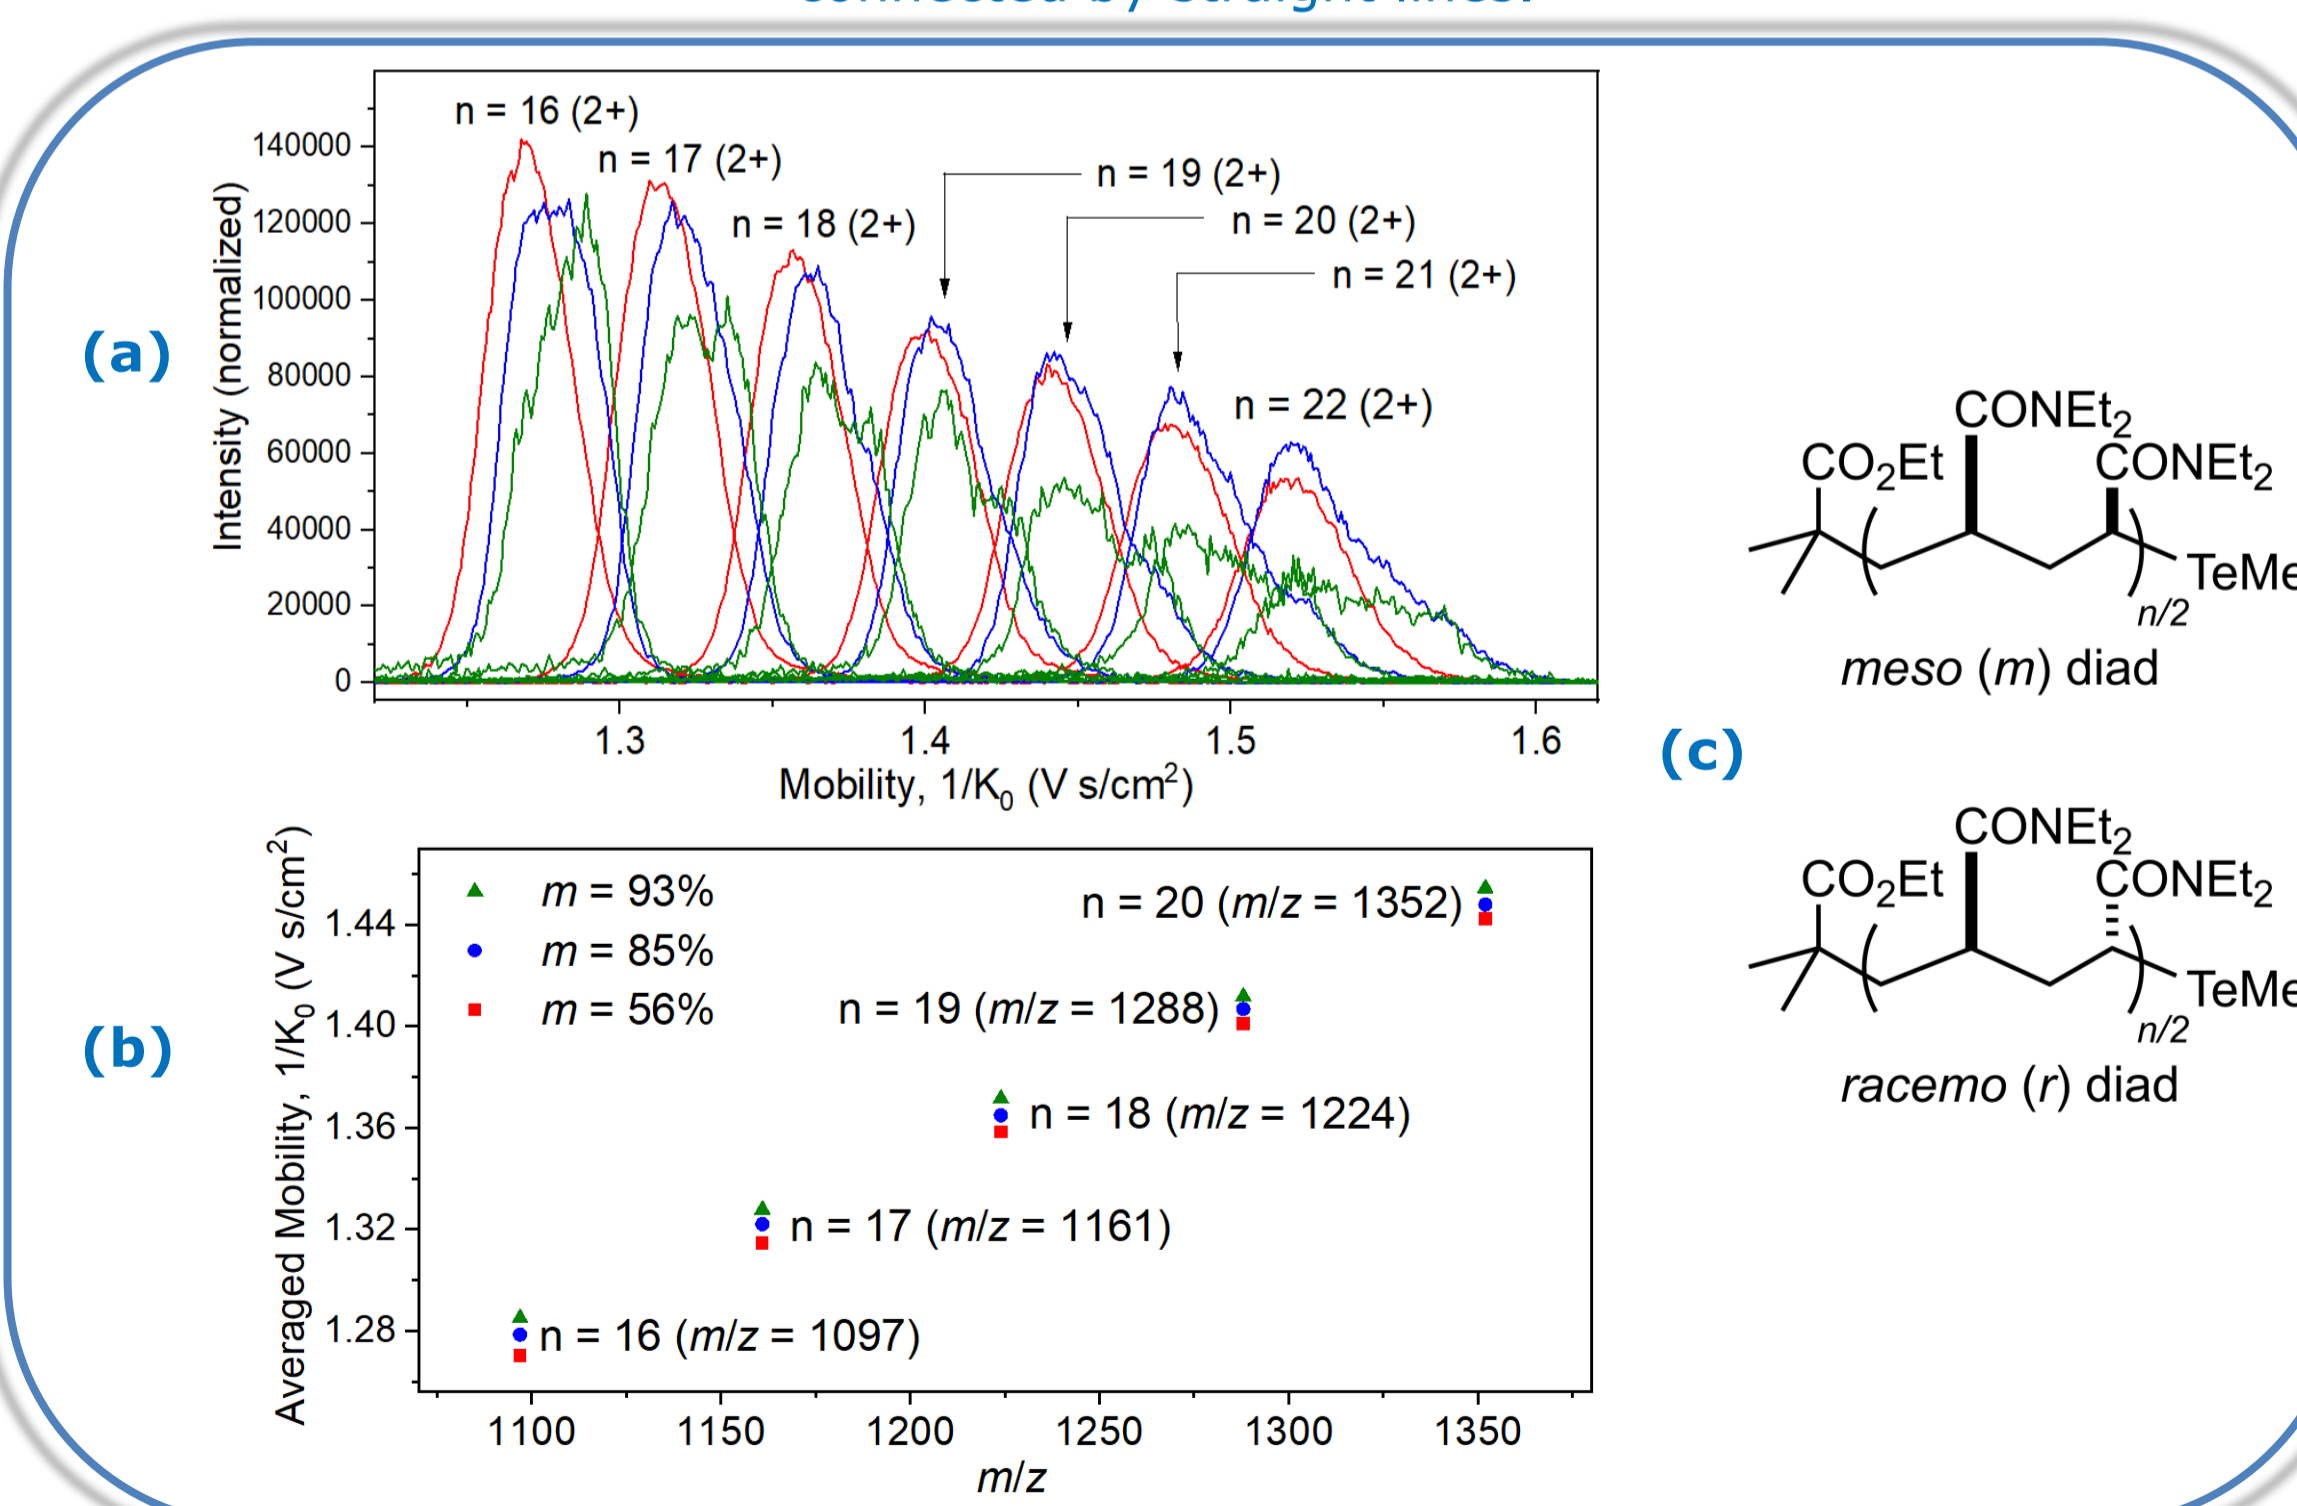 connected by straight lines.
(a)
n = 16 (2+)
n = 17 (2+)
n = 18 (2+)
n = 19 (2+)
n = 20 (2+)
n = 21 (2+)
n = 22 (2+)
Intensity (normalized)
140000
120000
100000
80000
60000
40000
20000
0
1.3 1.4 1.5 1.6
Mobility, 1/K₀ (V s/cm²)
(b)
Averaged Mobility, 1/K₀ (V s/cm²)
1.44
1.40
1.36
1.32
1.28
m = 93%
m = 85%
m = 56%
n = 20 (m/z = 1352)
n = 19 (m/z = 1288)
n = 18 (m/z = 1224)
n = 17 (m/z = 1161)
n = 16 (m/z = 1097)
1100 1150 1200 1250 1300 1350
m/z
(c)
CONEt₂
CO₂Et CONEt₂
TeMe
n/2
meso (m) diad
CONEt₂
CO₂Et CONEt₂
TeMe
n/2
racemo (r) diad